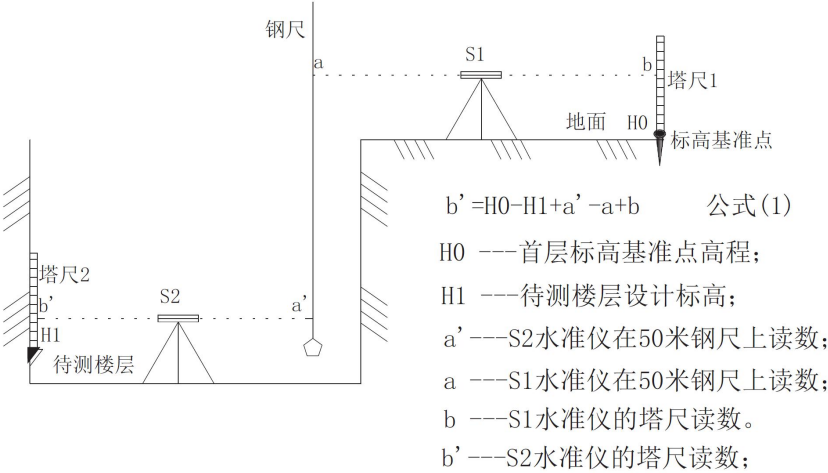 钢尺
S1
a
b
塔尺1
地面
H0
标高基准点
b'=H0-H1+a'-a+b 公式(1)
H0 ---首层标高基准点高程;
塔尺2
S2
H1 ---待测楼层设计标高;
b'
a'
H1
a'---S2水准仪在50米钢尺上读数;
待测楼层
a ---S1水准仪在50米钢尺上读数;
b ---S1水准仪的塔尺读数。
b'---S2水准仪的塔尺读数;